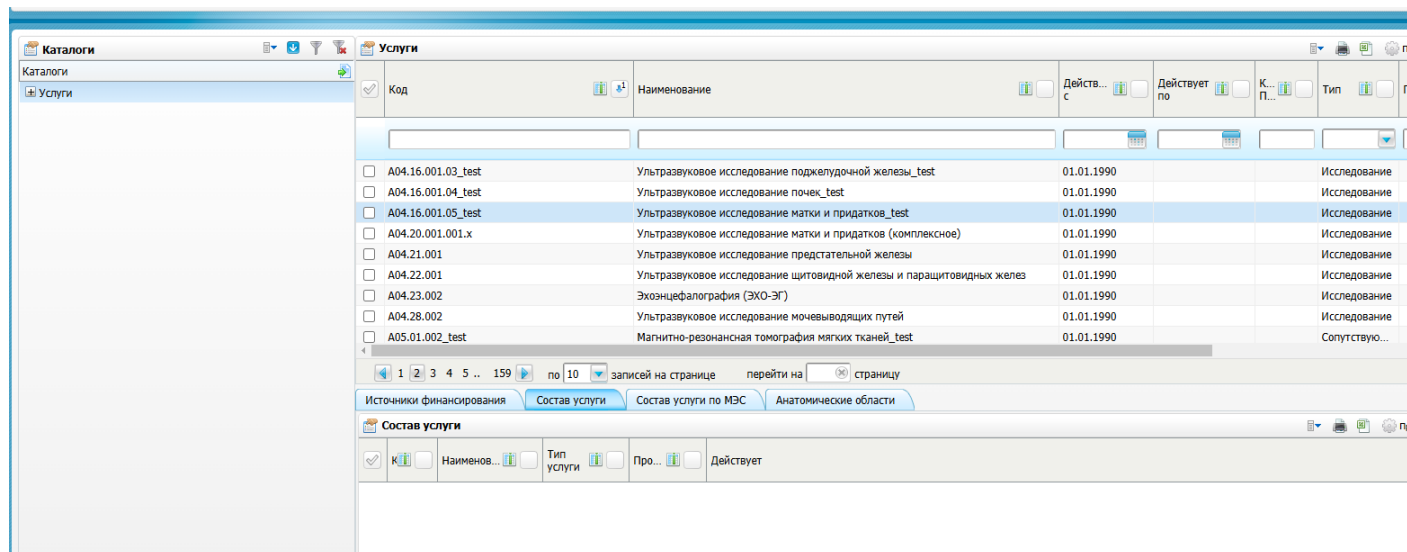 Каталоги
Каталоги
Услуги
Услуги
Код 1 Наименование Действ... с Действует по К... П... Тип
A04.16.001.03_test Ультразвуковое исследование поджелудочной железы_test 01.01.1990 Исследование
A04.16.001.04_test Ультразвуковое исследование почек_test 01.01.1990 Исследование
A04.16.001.05_test Ультразвуковое исследование матки и придатков_test 01.01.1990 Исследование
A04.20.001.001.x Ультразвуковое исследование матки и придатков (комплексное) 01.01.1990 Исследование
A04.21.001 Ультразвуковое исследование предстательной железы 01.01.1990 Исследование
A04.22.001 Ультразвуковое исследование щитовидной железы и паращитовидных желез 01.01.1990 Исследование
A04.23.002 Эхоэнцефалография (ЭХО-ЭГ) 01.01.1990 Исследование
A04.28.002 Ультразвуковое исследование мочевыводящих путей 01.01.1990 Исследование
A05.01.002_test Магнитно-резонансная томография мягких тканей_test 01.01.1990 Сопутствую...
1 2 3 4 5 .. 159 по 10 записей на странице перейти на страницу
Источники финансирования Состав услуги Состав услуги по МЭС Анатомические области
Состав услуги
К Наименов... Тип услуги Про... Действует